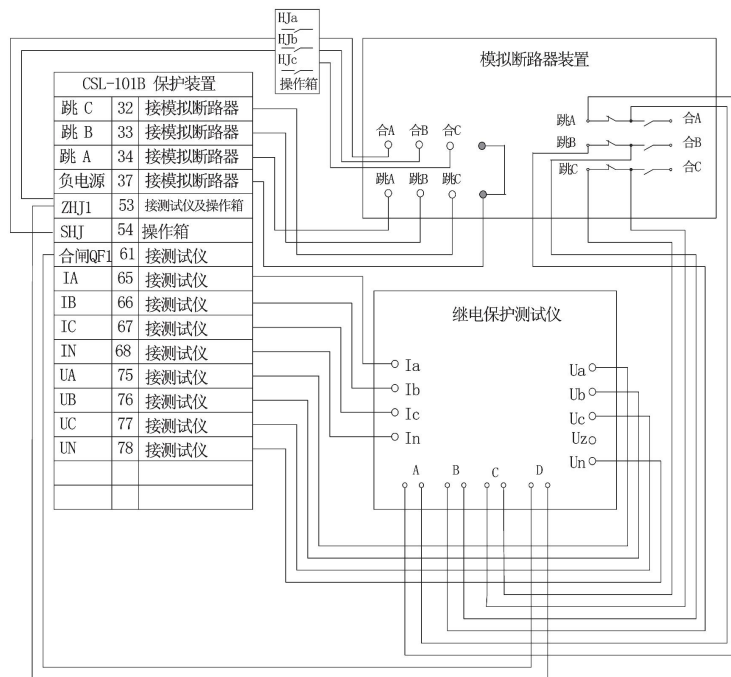 HJa
HJb
HJc
操作箱
模拟断路器装置
合A 合B 合C
跳A 跳B 跳C
跳A 合A
跳B 合B
跳C 合C
CSL-101B 保护装置
跳 C 32 接模拟断路器
跳 B 33 接模拟断路器
跳 A 34 接模拟断路器
负电源 37 接模拟断路器
ZHJ1 53 接测试仪及操作箱
SHJ 54 操作箱
合闸QF1 61 接测试仪
IA 65 接测试仪
IB 66 接测试仪
IC 67 接测试仪
IN 68 接测试仪
UA 75 接测试仪
UB 76 接测试仪
UC 77 接测试仪
UN 78 接测试仪
继电保护测试仪
Ia
Ib
Ic
In
Ua
Ub
Uc
Uz
Un
A B C D